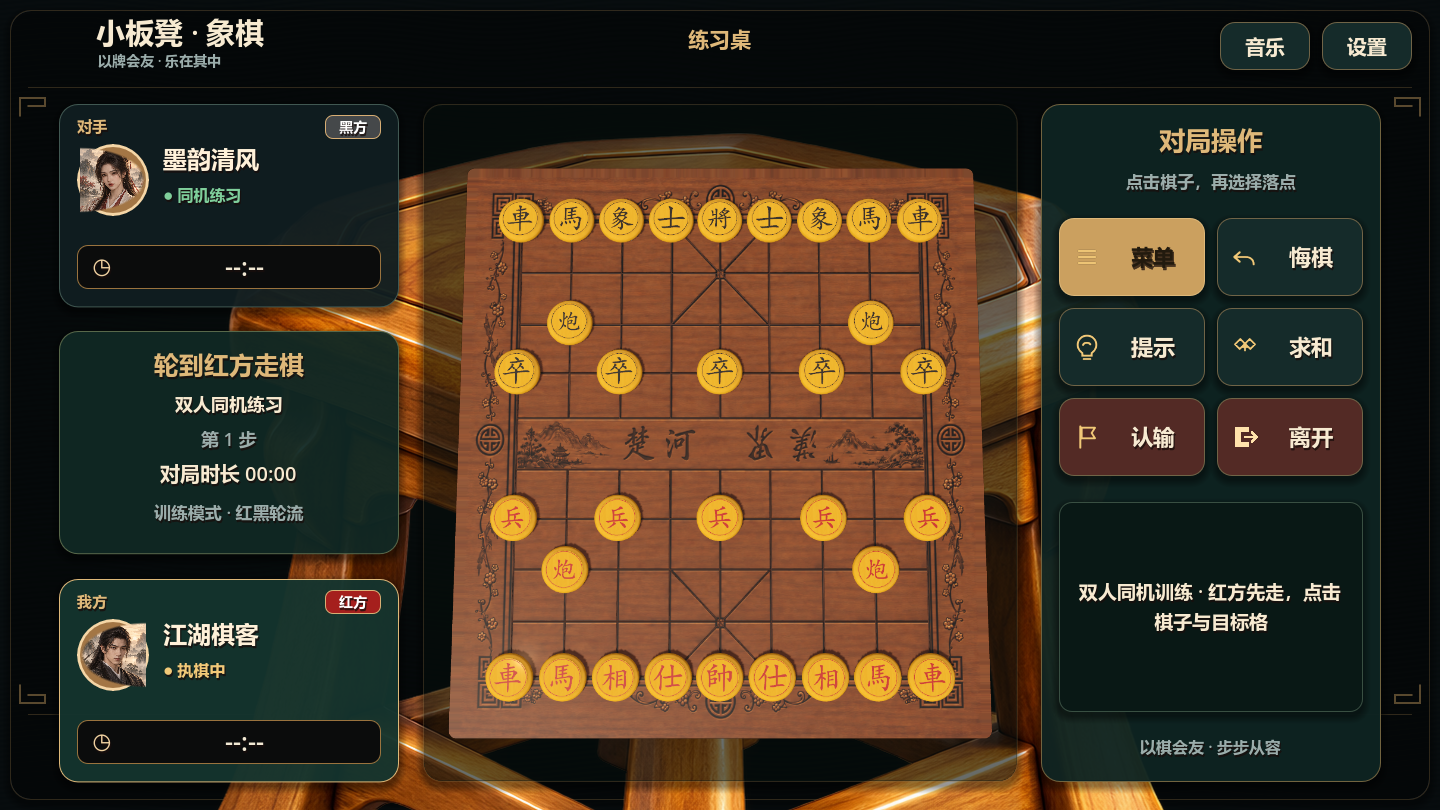 小板凳 · 象棋
以牌会友 · 乐在其中
练习桌
音乐
设置
对手
黑方
墨韵清风
● 同机练习
--:--
轮到红方走棋
双人同机练习
第 1 步
对局时长 00:00
训练模式 · 红黑轮流
我方
红方
江湖棋客
● 执棋中
--:--
車 馬 象 士 將 士 象 馬 車
炮 炮
卒 卒 卒 卒 卒
楚河 漢界
兵 兵 兵 兵 兵
炮 炮
車 馬 相 仕 帥 仕 相 馬 車
对局操作
点击棋子，再选择落点
菜单
悔棋
提示
求和
认输
离开
双人同机训练 · 红方先走，点击
棋子与目标格
以棋会友 · 步步从容